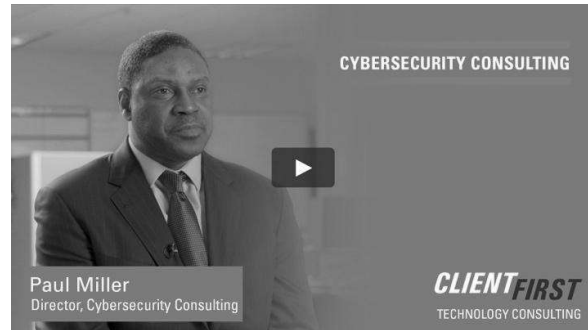 CYBERSECURITY CONSULTING
Paul Miller
Director, Cybersecurity Consulting
CLIENTFIRST
TECHNOLOGY CONSULTING